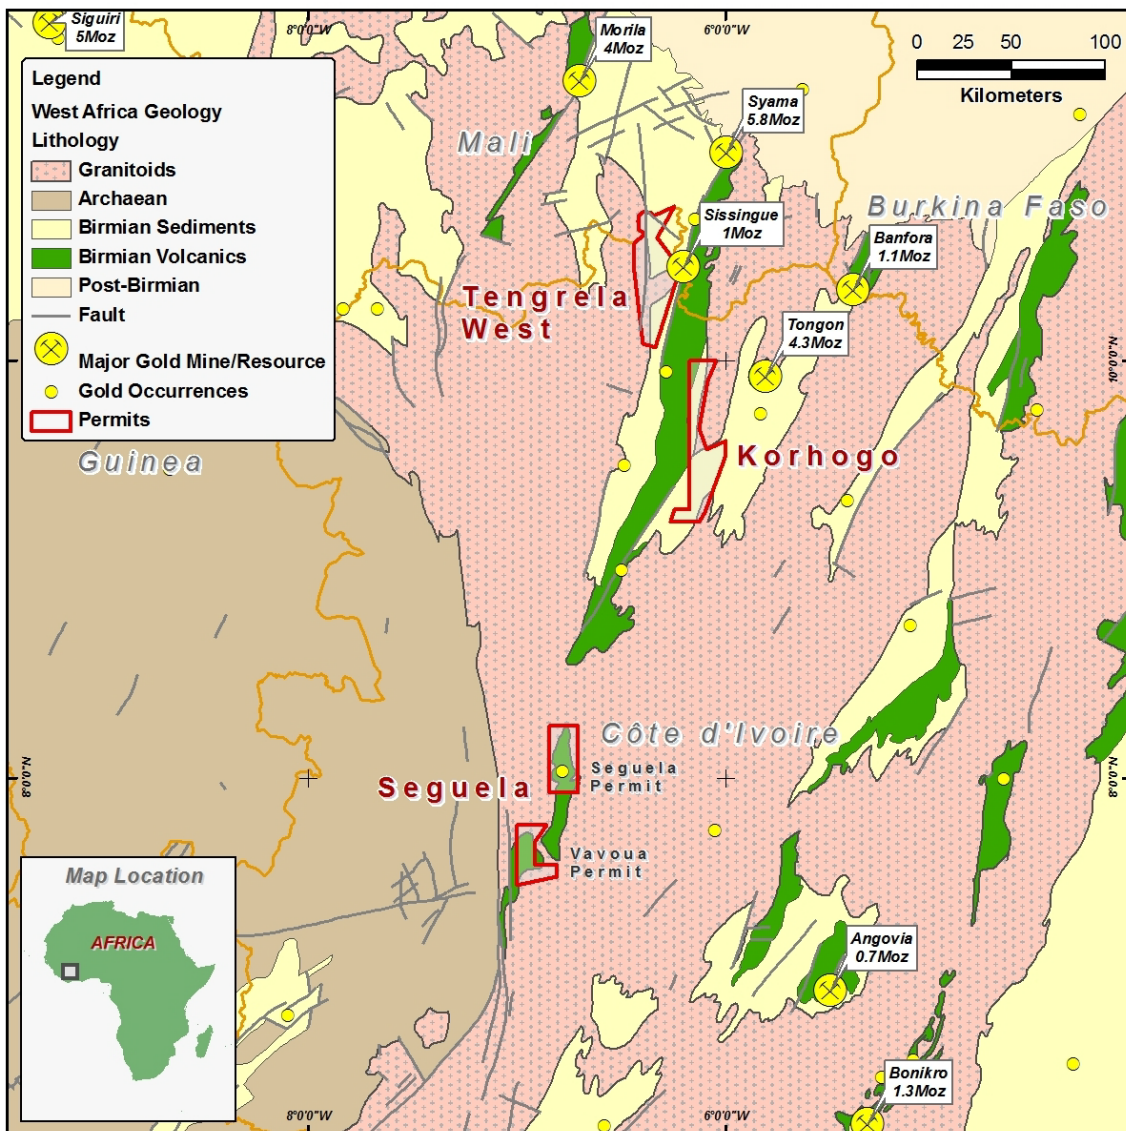 Siguiri
5Moz
8°0'0"W
Morila
4Moz
6°0'0"W
0 25 50 100
Kilometers
Legend
West Africa Geology
Lithology
Granitoids
Archaean
Birmian Sediments
Birmian Volcanics
Post-Birmian
Fault
Major Gold Mine/Resource
Gold Occurrences
Permits
Mali
Syama
5.8Moz
Burkina Faso
Sissingue
1Moz
Banfora
1.1Moz
Tengrela
West
Tongon
4.3Moz
10°0'0"N
Guinea
Korhogo
Côte d'Ivoire
Seguela
Seguela
Permit
8°0'0"N
8°0'0"N
Vavoua
Permit
Map Location
AFRICA
Angovia
0.7Moz
Bonikro
1.3Moz
8°0'0"W
6°0'0"W